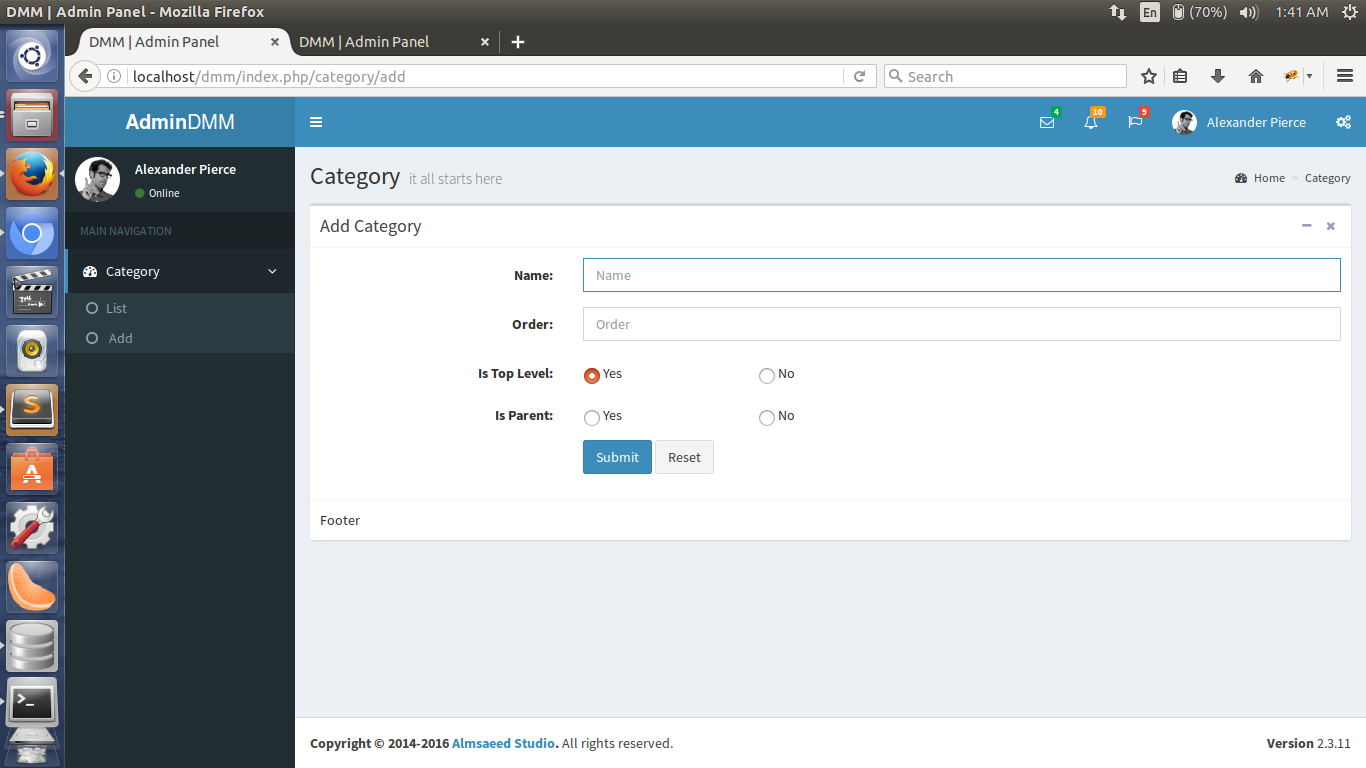 DMM | Admin Panel - Mozilla Firefox
En (70%) 1:41 AM
DMM | Admin Panel DMM | Admin Panel
localhost/dmm/index.php/category/add Search
AdminDMM 4 10 9 Alexander Pierce
Alexander Pierce
Online
MAIN NAVIGATION
Category
List
Add
Category it all starts here Home > Category
Add Category
Name: Name
Order: Order
Is Top Level: Yes No
Is Parent: Yes No
Submit Reset
Footer
Copyright © 2014-2016 Almsaeed Studio. All rights reserved. Version 2.3.11